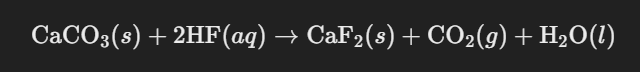 CaCO₃(s) + 2HF(aq) → CaF₂(s) + CO₂(g) + H₂O(l)